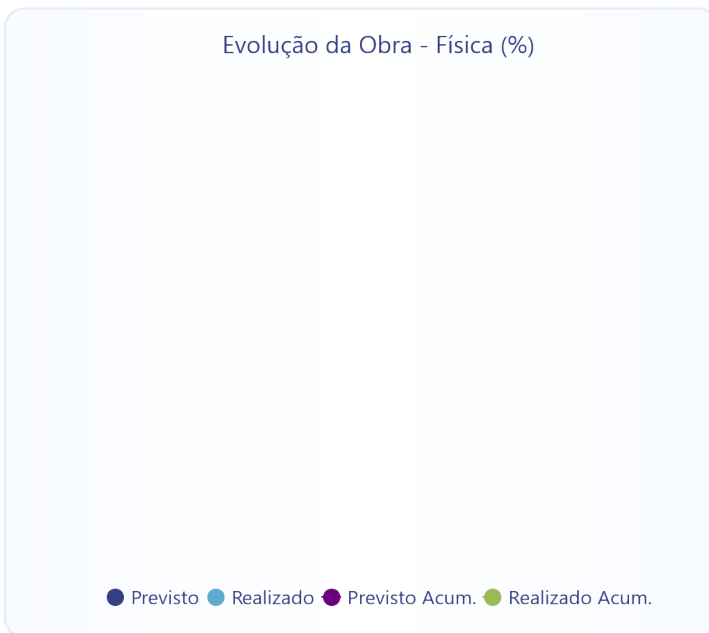 Evolução da Obra - Física (%)
Previsto Realizado Previsto Acum. Realizado Acum.